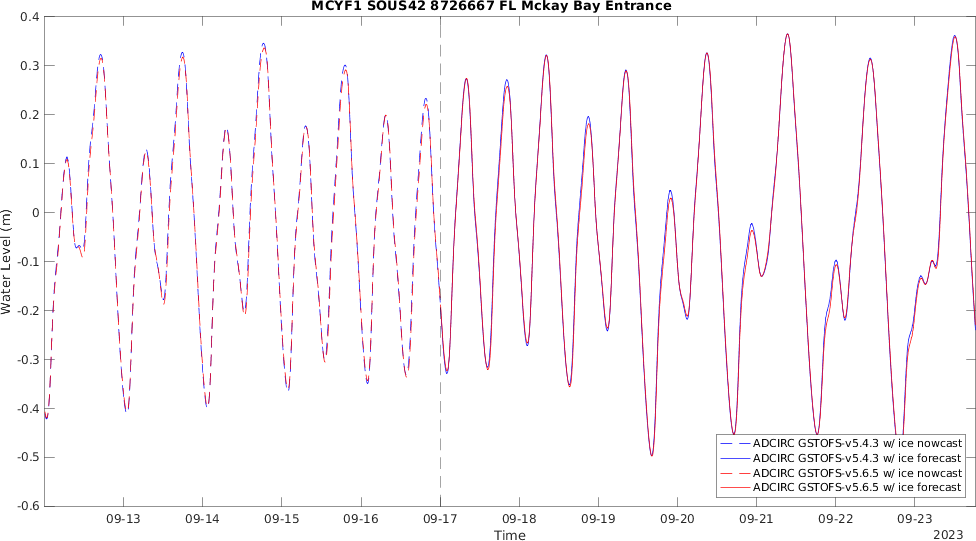 MCYF1 SOUS42 8726667 FL Mckay Bay Entrance
0.4
0.3
0.2
0.1
0
-0.1
-0.2
-0.3
-0.4
-0.5
-0.6
Water Level (m)
ADCIRC GSTOFS-v5.4.3 w/ ice nowcast
ADCIRC GSTOFS-v5.4.3 w/ ice forecast
ADCIRC GSTOFS-v5.6.5 w/ ice nowcast
ADCIRC GSTOFS-v5.6.5 w/ ice forecast
09-13 09-14 09-15 09-16 09-17 09-18 09-19 09-20 09-21 09-22 09-23
Time
2023